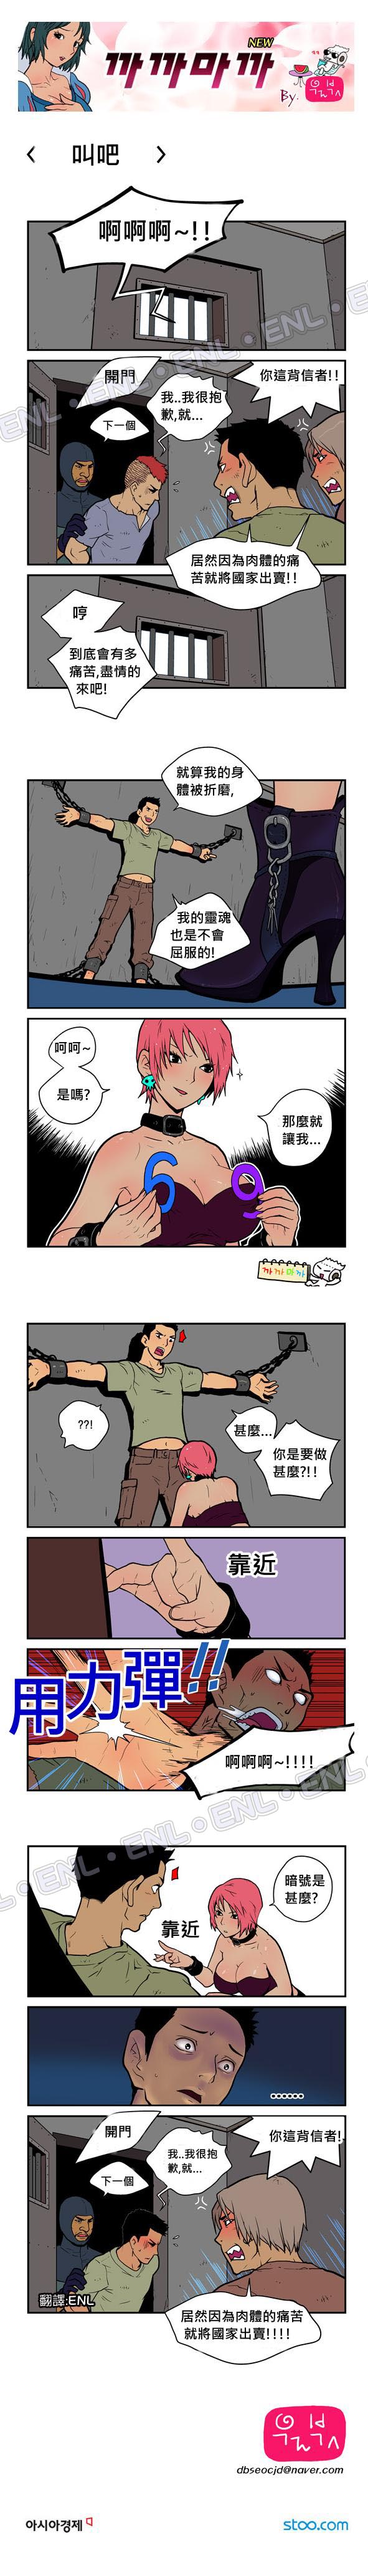 NEW
까까마까
By.
< 叫吧 >
啊啊啊~!!
開門
下一個
我..我很抱
歉,就...
你這背信者!!
居然因為肉體的痛
苦就將國家出賣!!
哼
到底會有多
痛苦,盡情的
來吧!
就算我的身
體被折磨,
我的靈魂
也是不會
屈服的!
呵呵~
是嗎?
那麼就
讓我...
6 9
까까마까
??!
甚麼...
你是要做
甚麼?!!
靠近
用力彈!!
啊啊啊~!!!!
暗號是
甚麼?
靠近
......
開門
下一個
我..我很抱
歉,就...
你這背信者!
居然因為肉體的痛苦
就將國家出賣!!!!
翻譯:ENL
dbseocjd@naver.com
아시아경제
stoo.com
ENL